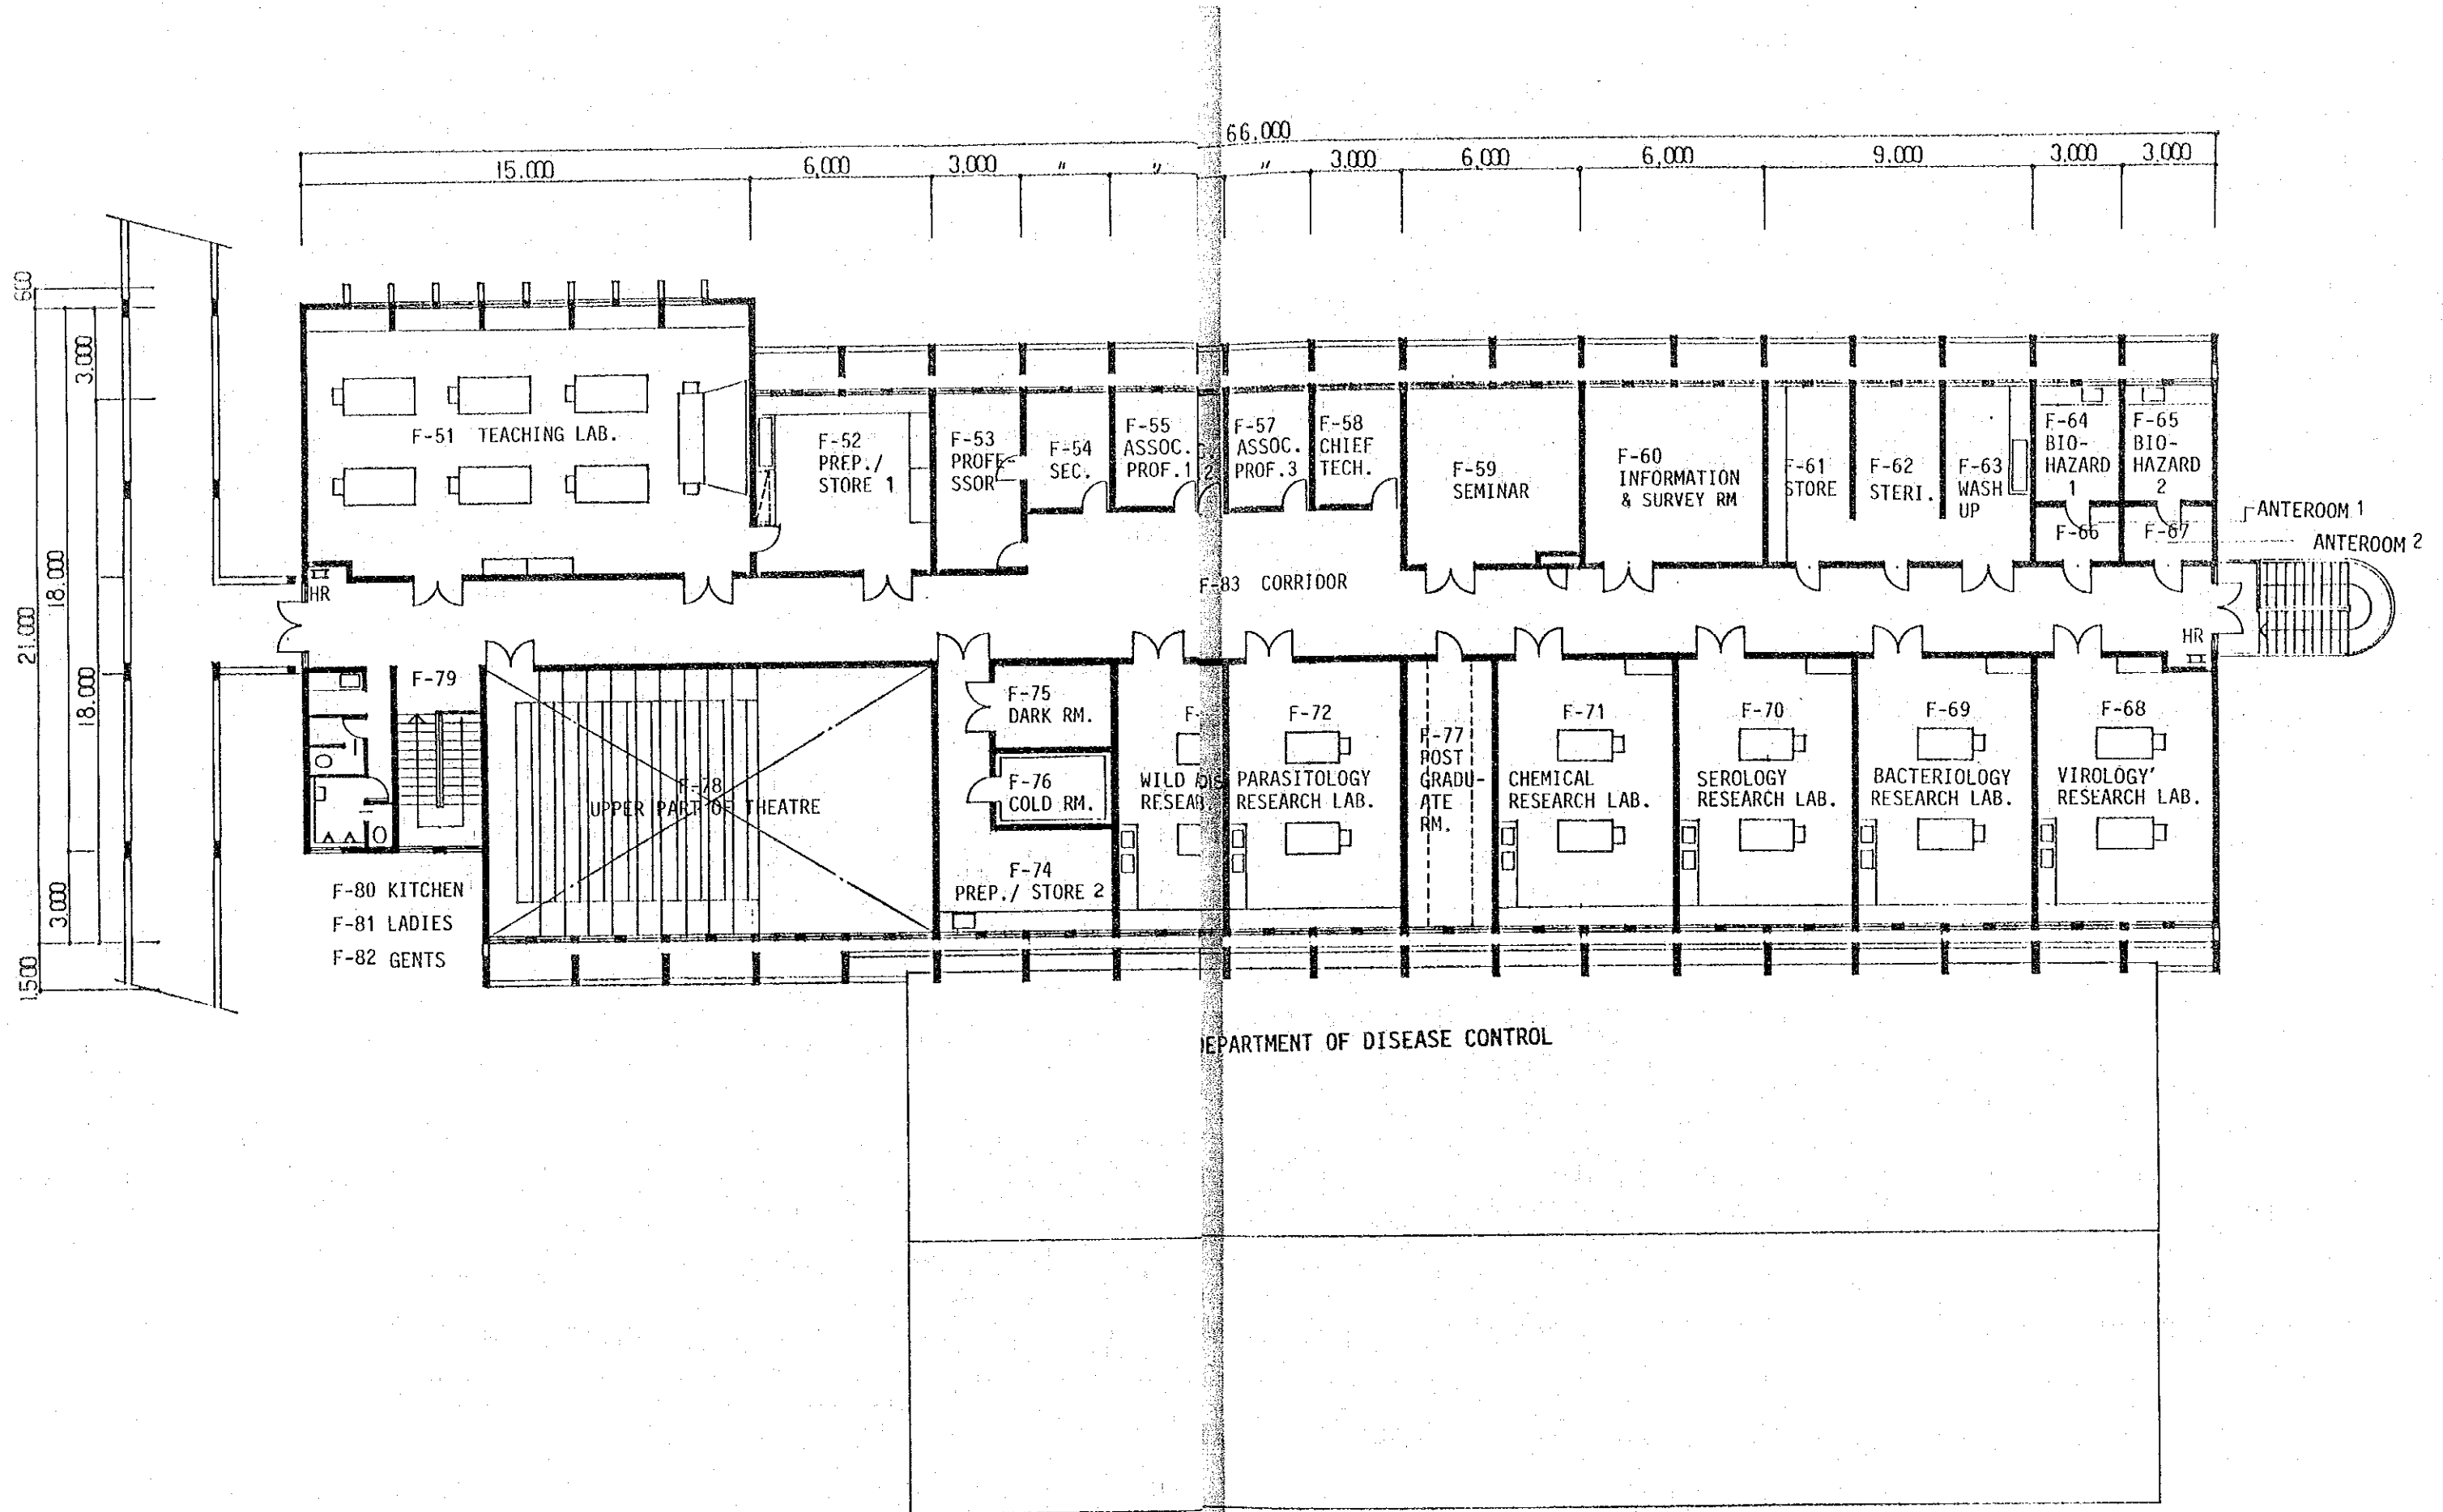 66.000
15.000
6,000
3.000
"
"
"
3,000
6,000
6,000
9.000
3,000
3.000
600
3.000
18.000
21.000
18.000
3.000
1,500
F-51 TEACHING LAB.
F-52
PREP./
STORE 1
F-53
PROFE-
SSOR
F-54
SEC.
F-55
ASSOC.
PROF.1
2
F-57
ASSOC.
PROF.3
F-58
CHIEF
TECH.
F-59
SEMINAR
F-60
INFORMATION
& SURVEY RM
F-61
STORE
F-62
STERI.
F-63
WASH
UP
F-64
BIO-
HAZARD
1
F-65
BIO-
HAZARD
2
F-66
F-67
ANTEROOM 1
ANTEROOM 2
HR
F-83 CORRIDOR
HR
F-79
F-78
UPPER PART OF THEATRE
F-75
DARK RM.
F-76
COLD RM.
F-74
PREP./ STORE 2
F-
WILD DIS
RESEA
F-72
PARASITOLOGY
RESEARCH LAB.
F-77
POST
GRADU-
ATE
RM.
F-71
CHEMICAL
RESEARCH LAB.
F-70
SEROLOGY
RESEARCH LAB.
F-69
BACTERIOLOGY
RESEARCH LAB.
F-68
VIROLOGY'
RESEARCH LAB.
F-80 KITCHEN
F-81 LADIES
F-82 GENTS
EPARTMENT OF DISEASE CONTROL